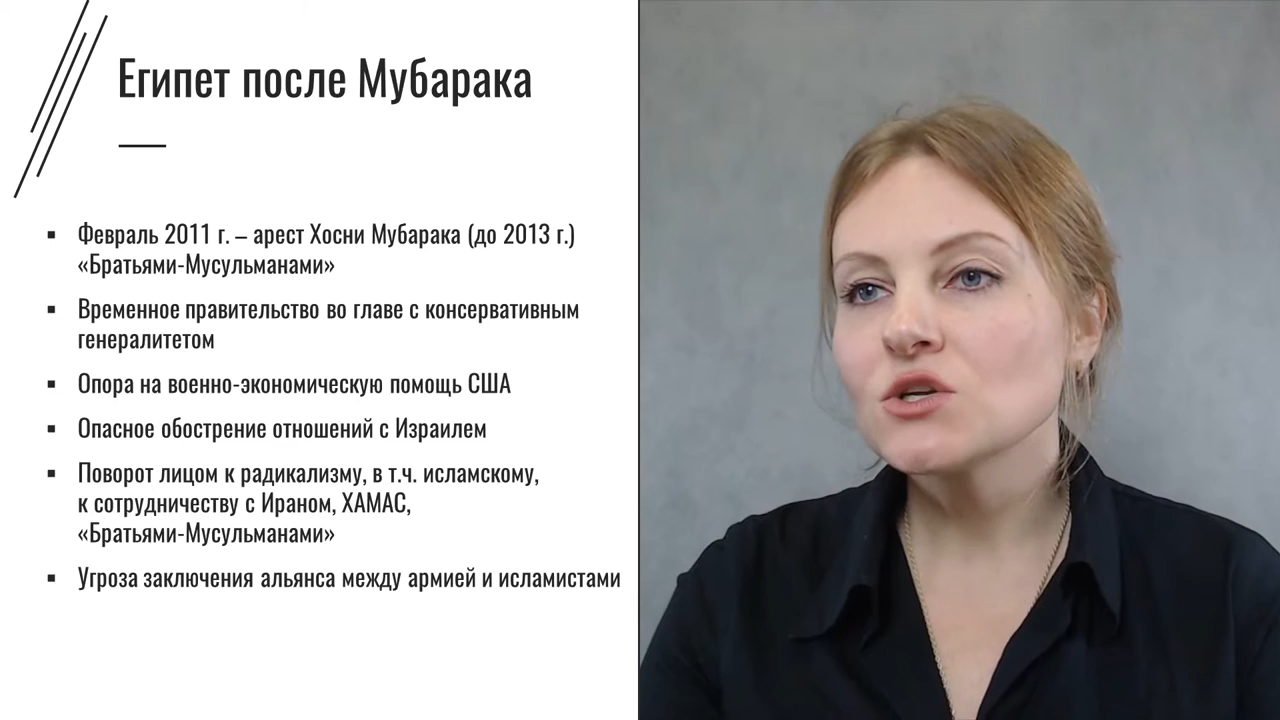 Египет после Мубарака
▪ Февраль 2011 г. – арест Хосни Мубарака (до 2013 г.)
«Братьями-Мусульманами»
▪ Временное правительство во главе с консервативным
генералитетом
▪ Опора на военно-экономическую помощь США
▪ Опасное обострение отношений с Израилем
▪ Поворот лицом к радикализму, в т.ч. исламскому,
к сотрудничеству с Ираном, ХАМАС,
«Братьями-Мусульманами»
▪ Угроза заключения альянса между армией и исламистами